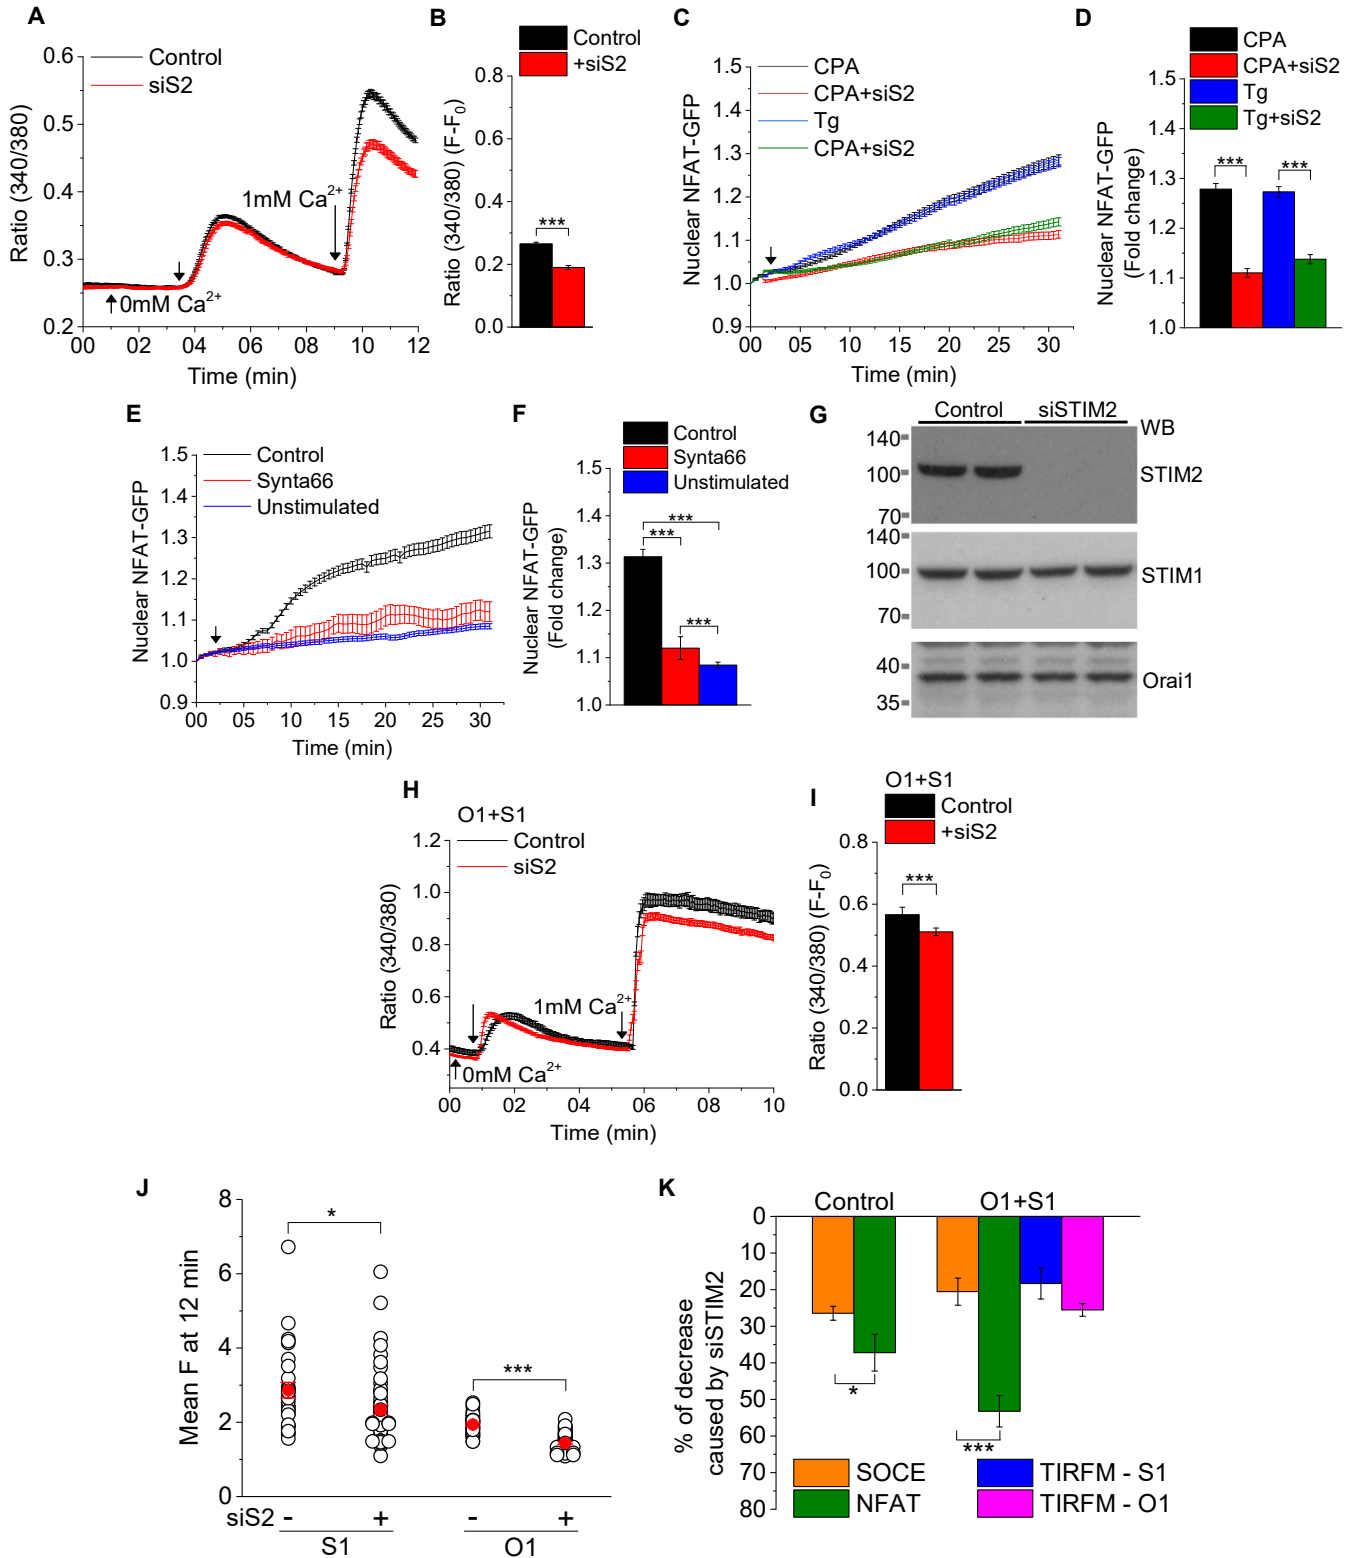 A
Control
siS2
Ratio (340/380)
0.6
0.5
0.4
0.3
0.2
1mM Ca²⁺
0mM Ca²⁺
00 02 04 06 08 10 12
Time (min)
B
Control
+siS2
Ratio (340/380) (F-F₀)
0.8
0.6
0.4
0.2
0.0
***
C
CPA
CPA+siS2
Tg
CPA+siS2
Nuclear NFAT-GFP
1.5
1.4
1.3
1.2
1.1
1.0
0.9
00 05 10 15 20 25 30
Time (min)
D
CPA
CPA+siS2
Tg
Tg+siS2
Nuclear NFAT-GFP
(Fold change)
1.5
1.4
1.3
1.2
1.1
1.0
*** ***
E
Control
Synta66
Unstimulated
Nuclear NFAT-GFP
1.5
1.4
1.3
1.2
1.1
1.0
0.9
00 05 10 15 20 25 30
Time (min)
F
Control
Synta66
Unstimulated
Nuclear NFAT-GFP
(Fold change)
1.5
1.4
1.3
1.2
1.1
1.0
***
***
***
G
Control siSTIM2
WB
140
100
70
STIM2
140
100
70
STIM1
40
35
Orai1
H
O1+S1
Control
siS2
Ratio (340/380)
1.2
1.0
0.8
0.6
0.4
1mM Ca²⁺
0mM Ca²⁺
00 02 04 06 08 10
Time (min)
I
O1+S1
Control
+siS2
Ratio (340/380) (F-F₀)
0.8
0.6
0.4
0.2
0.0
***
J
Mean F at 12 min
8
6
4
2
0
*
***
siS2 - + - +
S1 O1
K
Control O1+S1
% of decrease
caused by siSTIM2
0
10
20
30
40
50
60
70
80
*
***
SOCE
NFAT
TIRFM - S1
TIRFM - O1